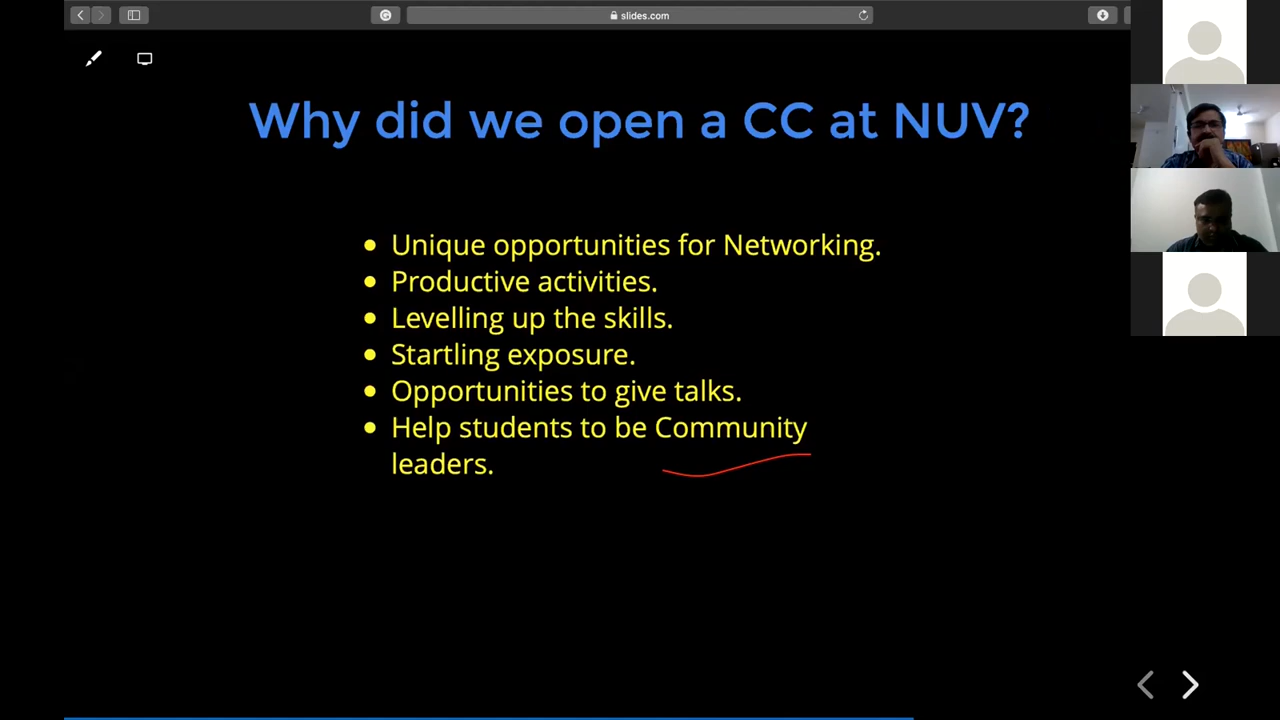 slides.com
Why did we open a CC at NUV?
Unique opportunities for Networking.
Productive activities.
Levelling up the skills.
Startling exposure.
Opportunities to give talks.
Help students to be Community
leaders.